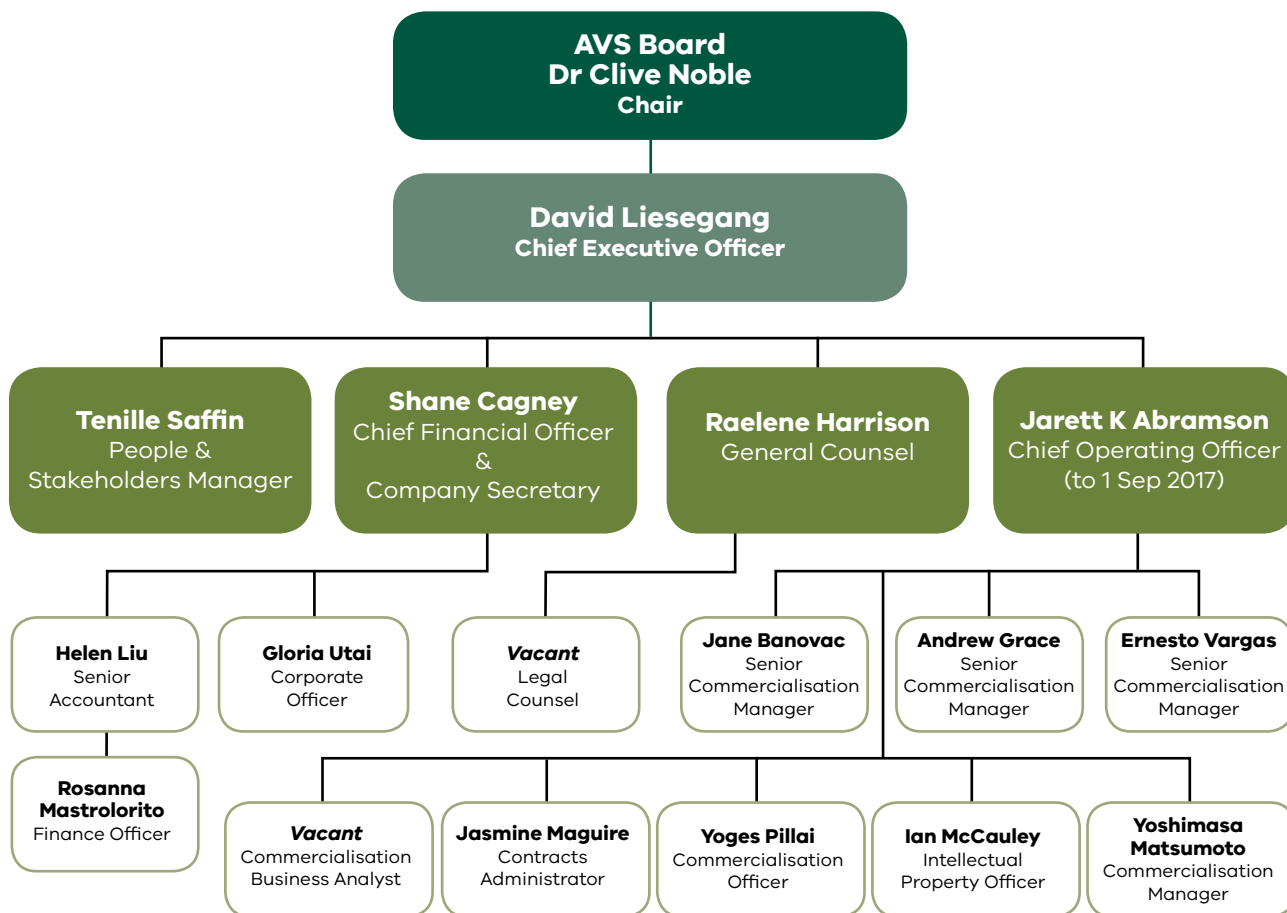 AVS Board
Dr Clive Noble
Chair
David Liesegang
Chief Executive Officer
Tenille Saffin
People &
Stakeholders Manager
Shane Cagney
Chief Financial Officer
&
Company Secretary
Raelene Harrison
General Counsel
Jarett K Abramson
Chief Operating Officer
(to 1 Sep 2017)
Helen Liu
Senior
Accountant
Gloria Utai
Corporate
Officer
Vacant
Legal
Counsel
Jane Banovac
Senior
Commercialisation
Manager
Andrew Grace
Senior
Commercialisation
Manager
Ernesto Vargas
Senior
Commercialisation
Manager
Rosanna
Mastrolorito
Finance Officer
Vacant
Commercialisation
Business Analyst
Jasmine Maguire
Contracts
Administrator
Yoges Pillai
Commercialisation
Officer
Ian McCauley
Intellectual
Property Officer
Yoshimasa
Matsumoto
Commercialisation
Manager